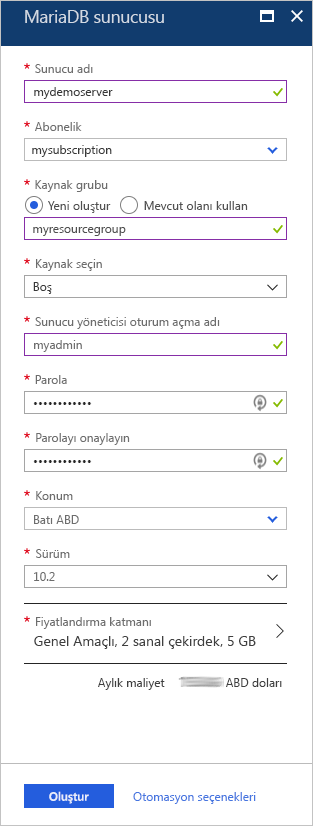 MariaDB sunucusu
* Sunucu adı
mydemoserver
* Abonelik
mysubscription
* Kaynak grubu
Yeni oluştur Mevcut olanı kullan
myresourcegroup
* Kaynak seçin
Boş
* Sunucu yöneticisi oturum açma adı
myadmin
* Parola
••••••••••••
* Parolayı onaylayın
••••••••••••
* Konum
Batı ABD
* Sürüm
10.2
* Fiyatlandırma katmanı
Genel Amaçlı, 2 sanal çekirdek, 5 GB
Aylık maliyet ABD doları
Oluştur Otomasyon seçenekleri